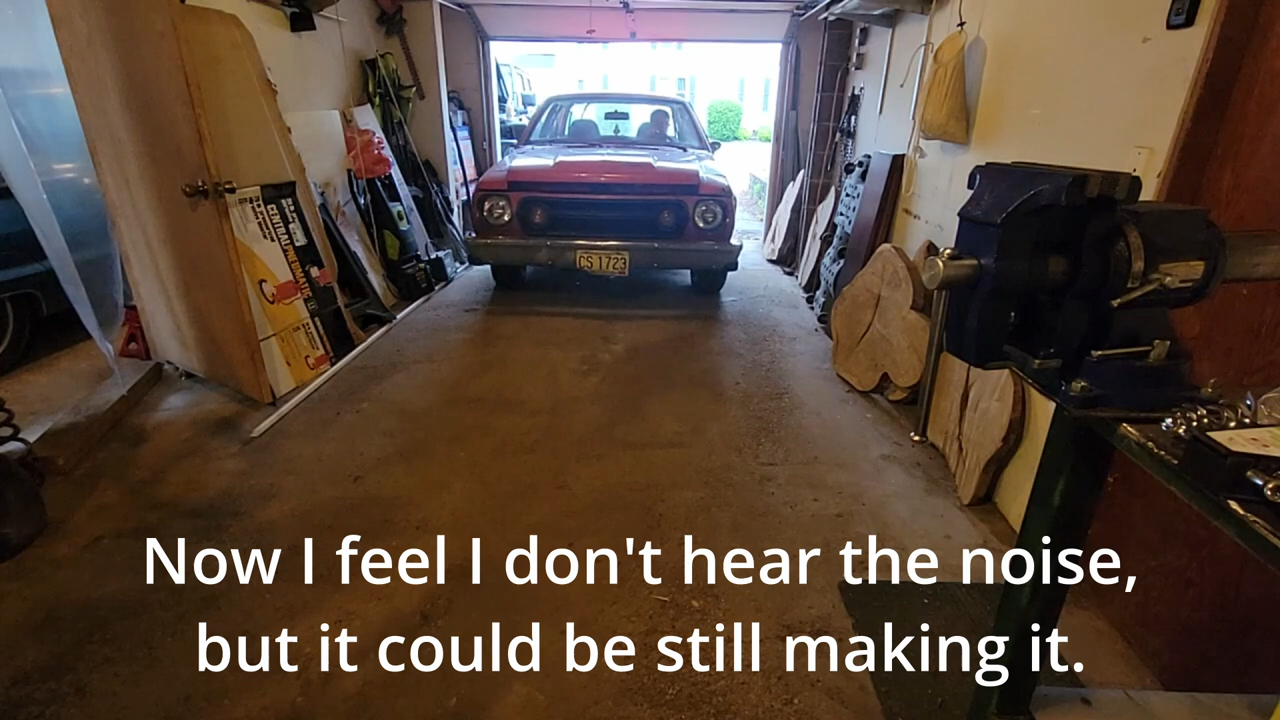 CENTRALPNEUMATIC
CS 1723
Now I feel I don't hear the noise,
but it could be still making it.